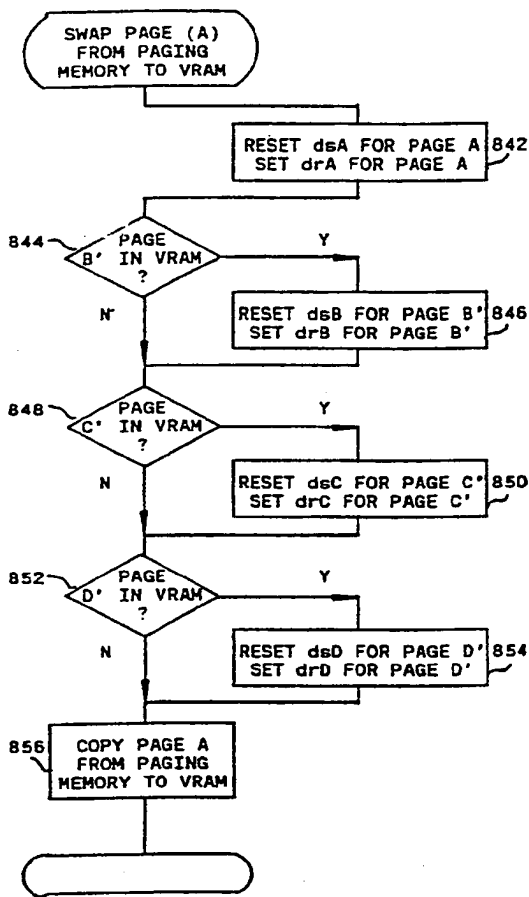 SWAP PAGE (A)
FROM PAGING
MEMORY TO VRAM
RESET dsA FOR PAGE A
SET drA FOR PAGE A
842
844
PAGE
B' IN VRAM
?
Y
N
RESET dsB FOR PAGE B'
SET drB FOR PAGE B'
846
848
PAGE
C' IN VRAM
?
Y
N
RESET dsC FOR PAGE C'
SET drC FOR PAGE C'
850
852
PAGE
D' IN VRAM
?
Y
N
RESET dsD FOR PAGE D'
SET drD FOR PAGE D'
854
856
COPY PAGE A
FROM PAGING
MEMORY TO VRAM